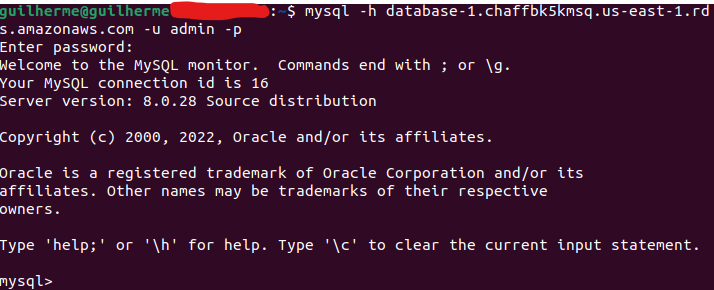 guilherme@guilherme:~$ mysql -h database-1.chaffbk5kmsq.us-east-1.rd
s.amazonaws.com -u admin -p
Enter password:
Welcome to the MySQL monitor.  Commands end with ; or \g.
Your MySQL connection id is 16
Server version: 8.0.28 Source distribution

Copyright (c) 2000, 2022, Oracle and/or its affiliates.

Oracle is a registered trademark of Oracle Corporation and/or its
affiliates. Other names may be trademarks of their respective
owners.

Type 'help;' or '\h' for help. Type '\c' to clear the current input statement.

mysql>